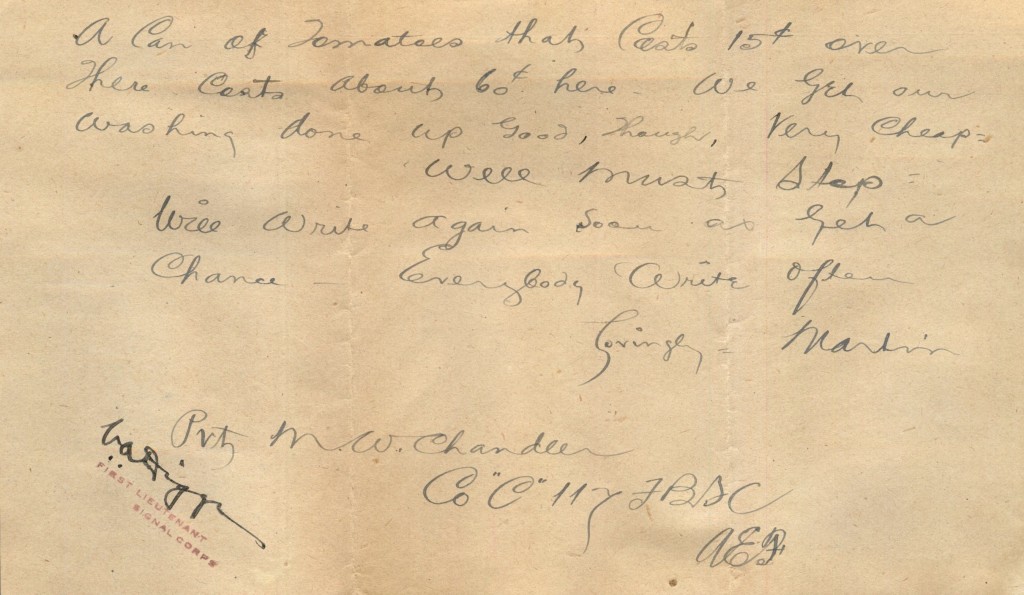 A Can of Tomatoes that Costs 15¢ over
There Costs About 60¢ here - We Get our
Washing done up Good, Though, Very Cheap -
Well Must Stop =
Will Write again Soon as Get a
Chance - Everybody Write often
Lovingly = Martin
Pvt M.W. Chandler
Co "C" 117 FBSC
AEF
FIRST LIEUTENANT
SIGNAL CORPS